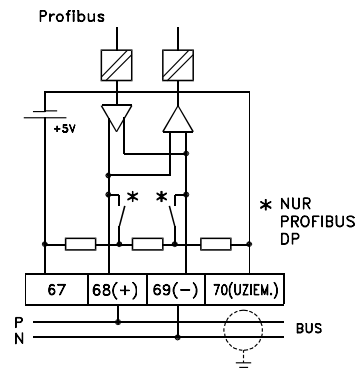 Profibus
+5V
* *
* NUR
PROFIBUS
DP
67 68(+) 69(-) 70(UZIEM.)
P
N
BUS